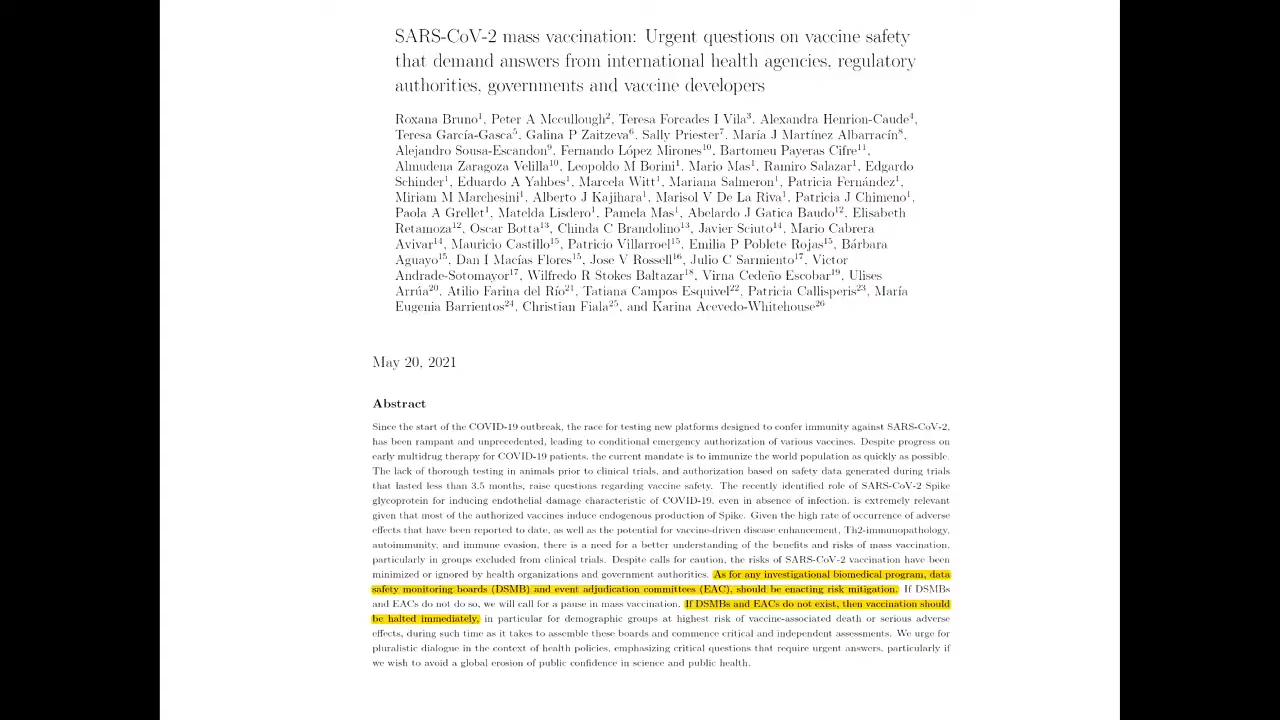 SARS-CoV-2 mass vaccination: Urgent questions on vaccine safety
that demand answers from international health agencies, regulatory
authorities, governments and vaccine developers
Roxana Bruno¹, Peter A Mccullough², Teresa Forcades I Vila³, Alexandra Henrion-Caude⁴,
Teresa García-Gasca⁵, Galina P Zaitzeva⁶, Sally Priester⁷, María J Martínez Albarracín⁸,
Alejandro Sousa-Escandon⁹, Fernando López Mirones¹⁰, Bartomeu Payeras Cifre¹¹,
Almudena Zaragoza Velilla¹⁰, Leopoldo M Borini¹, Mario Mas¹, Ramiro Salazar¹, Edgardo
Schinder¹, Eduardo A Yahbes¹, Marcela Witt¹, Mariana Salmeron¹, Patricia Fernández¹,
Miriam M Marchesini¹, Alberto J Kajihara¹, Marisol V De La Riva¹, Patricia J Chimeno¹,
Paola A Grellet¹, Matelda Lisdero¹, Pamela Mas¹, Abelardo J Gatica Baudo¹², Elisabeth
Retamoza¹², Oscar Botta¹³, Chinda C Brandolino¹³, Javier Sciuto¹⁴, Mario Cabrera
Avivar¹⁴, Mauricio Castillo¹⁵, Patricio Villarroel¹⁵, Emilia P Poblete Rojas¹⁵, Bárbara
Aguayo¹⁵, Dan I Macías Flores¹⁵, Jose V Rossell¹⁶, Julio C Sarmiento¹⁷, Victor
Andrade-Sotomayor¹⁷, Wilfredo R Stokes Baltazar¹⁸, Virna Cedeño Escobar¹⁹, Ulises
Arrúa²⁰, Atilio Farina del Río²¹, Tatiana Campos Esquivel²², Patricia Callisperis²³, María
Eugenia Barrientos²⁴, Christian Fiala²⁵, and Karina Acevedo-Whitehouse²⁶
May 20, 2021
Abstract
Since the start of the COVID-19 outbreak, the race for testing new platforms designed to confer immunity against SARS-CoV-2,
has been rampant and unprecedented, leading to conditional emergency authorization of various vaccines. Despite progress on
early multidrug therapy for COVID-19 patients, the current mandate is to immunize the world population as quickly as possible.
The lack of thorough testing in animals prior to clinical trials, and authorization based on safety data generated during trials
that lasted less than 3.5 months, raise questions regarding vaccine safety. The recently identified role of SARS-CoV-2 Spike
glycoprotein for inducing endothelial damage characteristic of COVID-19, even in absence of infection, is extremely relevant
given that most of the authorized vaccines induce endogenous production of Spike. Given the high rate of occurrence of adverse
effects that have been reported to date, as well as the potential for vaccine-driven disease enhancement, Th2-immunopathology,
autoimmunity, and immune evasion, there is a need for a better understanding of the benefits and risks of mass vaccination,
particularly in groups excluded from clinical trials. Despite calls for caution, the risks of SARS-CoV-2 vaccination have been
minimized or ignored by health organizations and government authorities. As for any investigational biomedical program, data
safety monitoring boards (DSMB) and event adjudication committees (EAC), should be enacting risk mitigation. If DSMBs
and EACs do not do so, we will call for a pause in mass vaccination. If DSMBs and EACs do not exist, then vaccination should
be halted immediately, in particular for demographic groups at highest risk of vaccine-associated death or serious adverse
effects, during such time as it takes to assemble these boards and commence critical and independent assessments. We urge for
pluralistic dialogue in the context of health policies, emphasizing critical questions that require urgent answers, particularly if
we wish to avoid a global erosion of public confidence in science and public health.